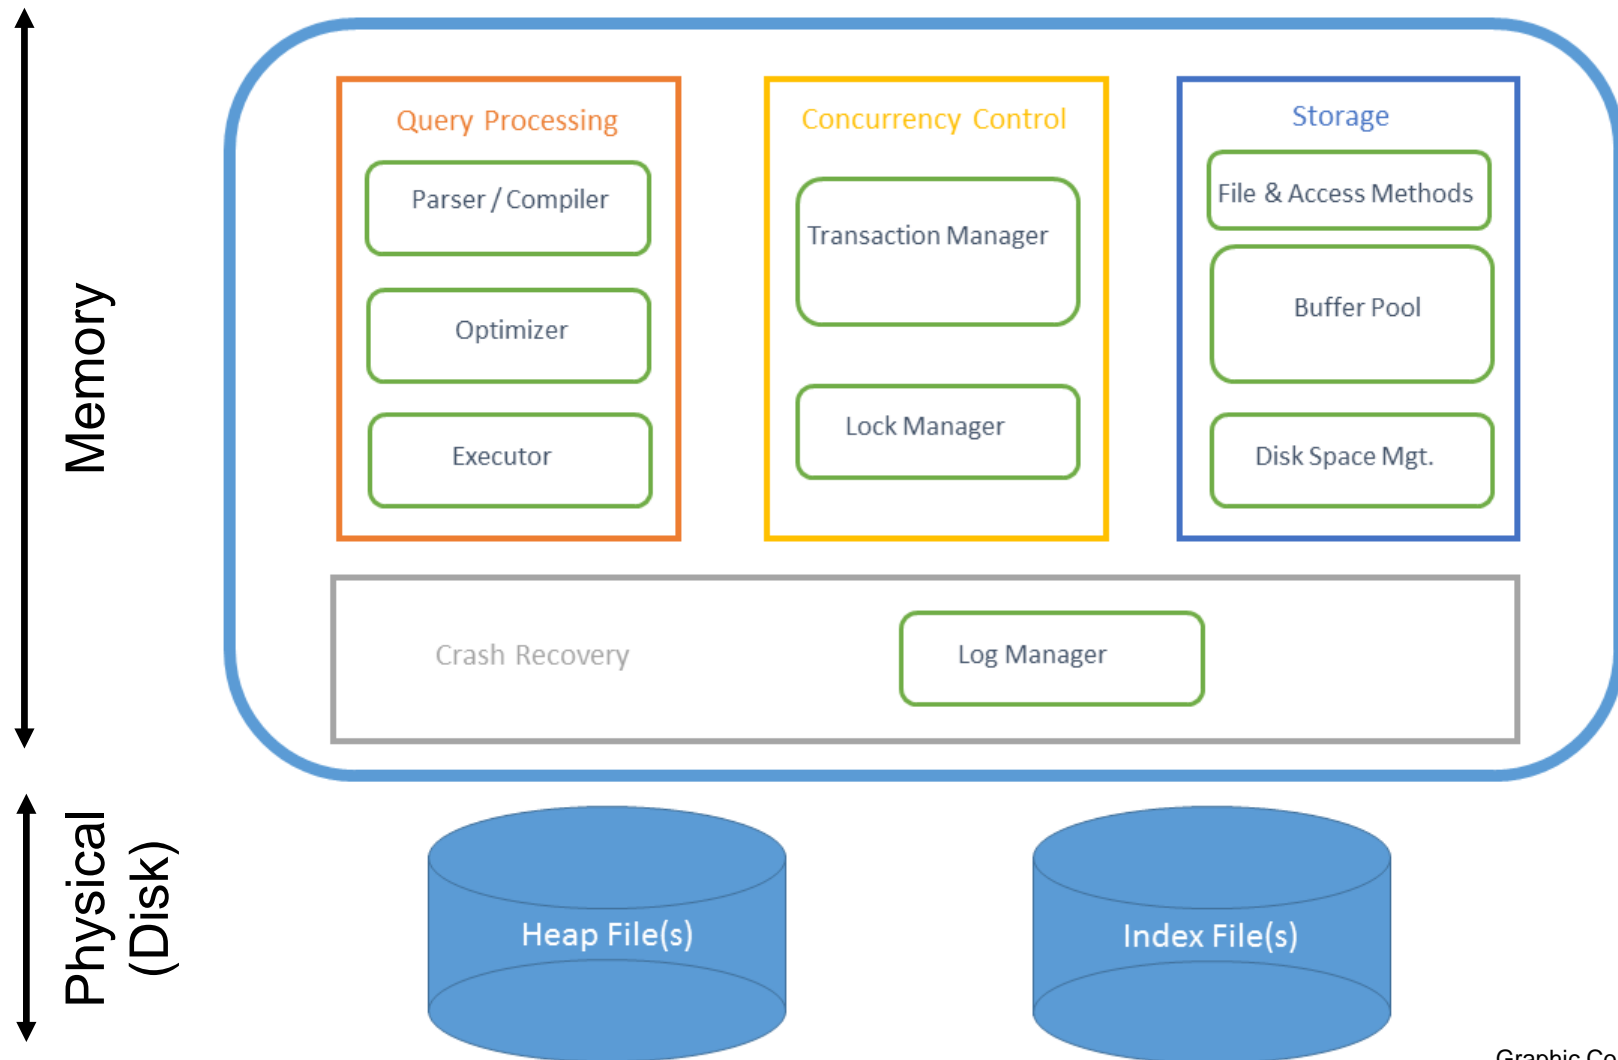 Memory
Query Processing
Parser / Compiler
Optimizer
Executor
Concurrency Control
Transaction Manager
Lock Manager
Storage
File & Access Methods
Buffer Pool
Disk Space Mgt.
Crash Recovery
Log Manager
Physical
(Disk)
Heap File(s)
Index File(s)
Graphic